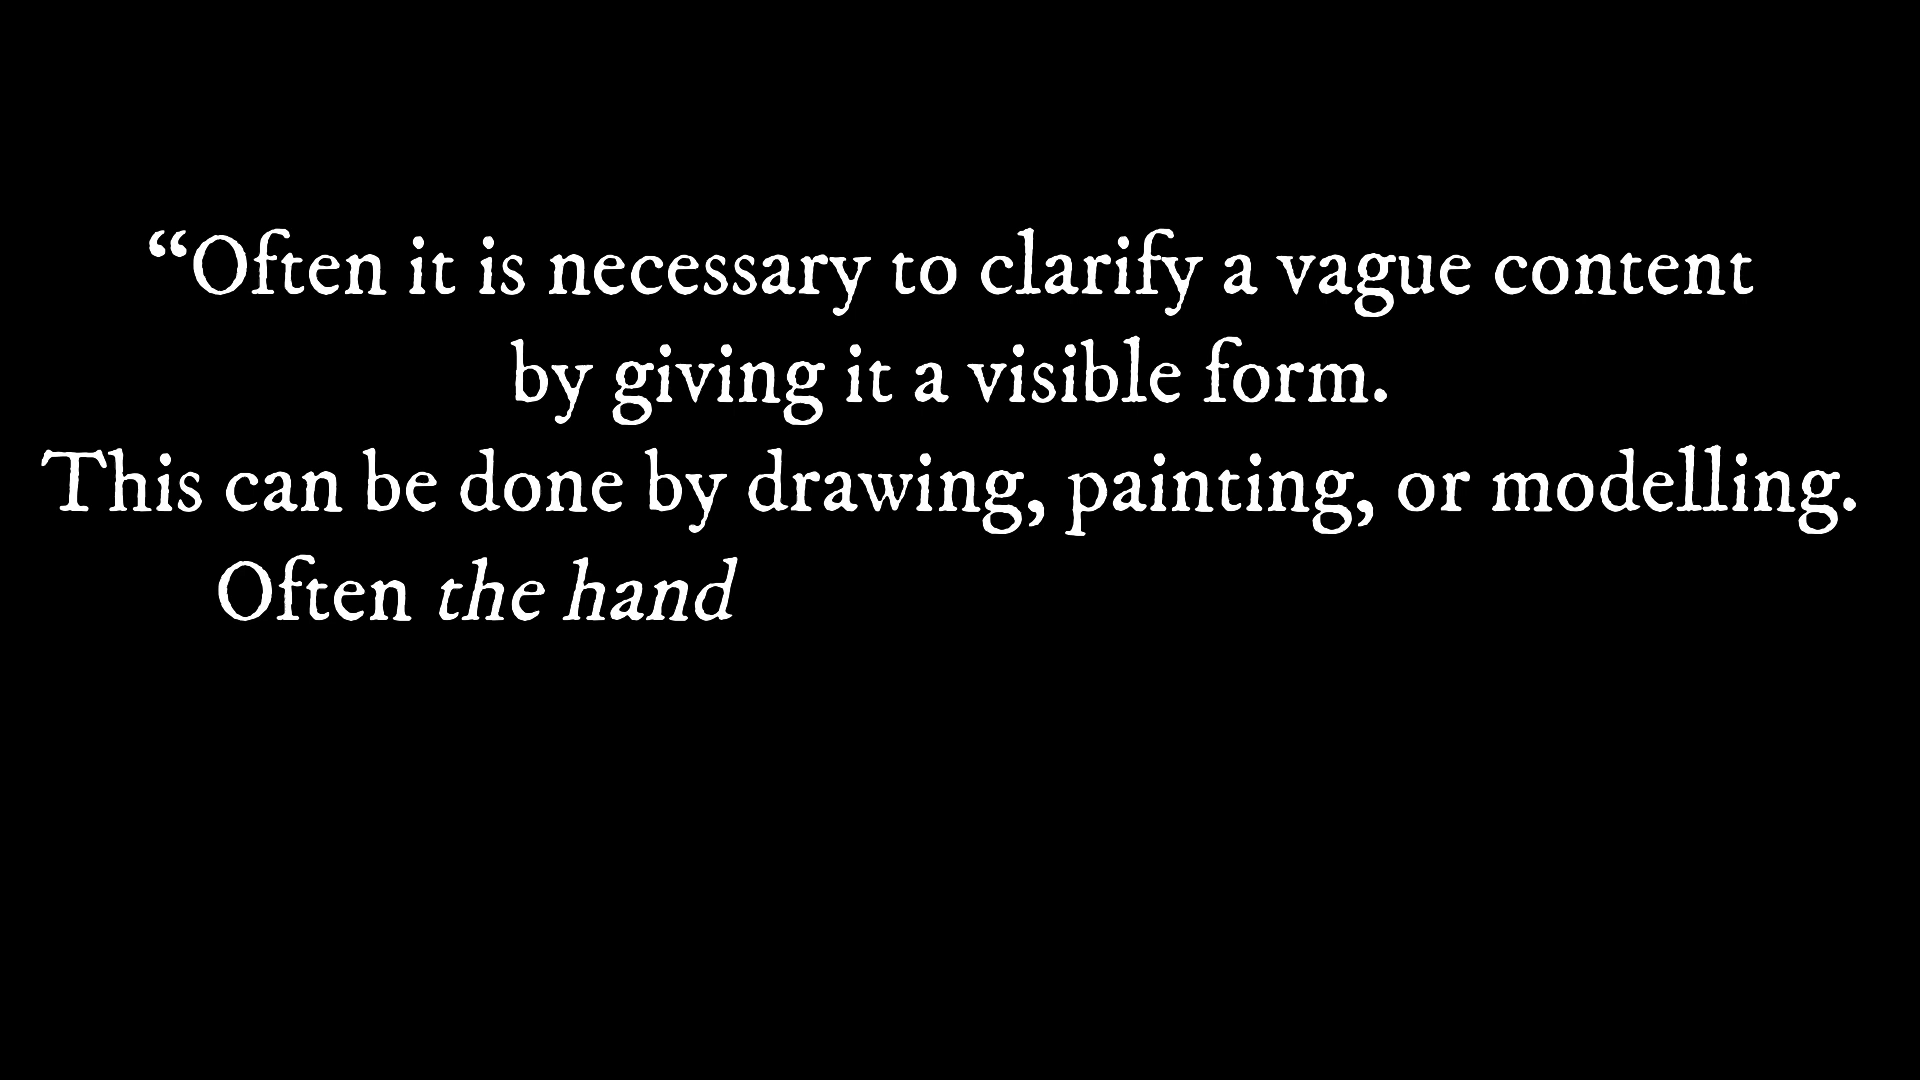 “Often it is necessary to clarify a vague content
by giving it a visible form.
This can be done by drawing, painting, or modelling.
Often the hand